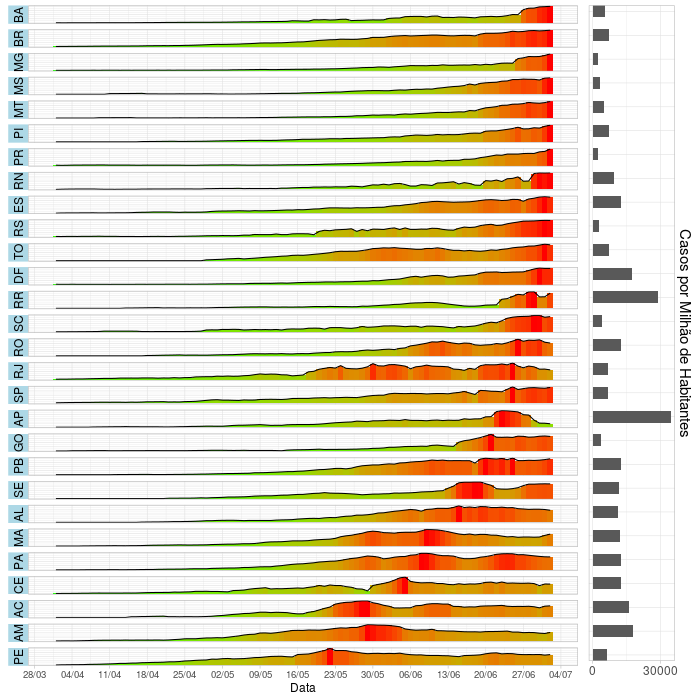 BA
BR
MG
MS
MT
PI
PR
RN
ES
RS
TO
DF
RR
SC
RO
RJ
SP
AP
GO
PB
SE
AL
MA
PA
CE
AC
AM
PE
28/03 04/04 11/04 18/04 25/04 02/05 09/05 16/05 23/05 30/05 06/06 13/06 20/06 27/06 04/07
Data
0 30000
Casos por Milhão de Habitantes